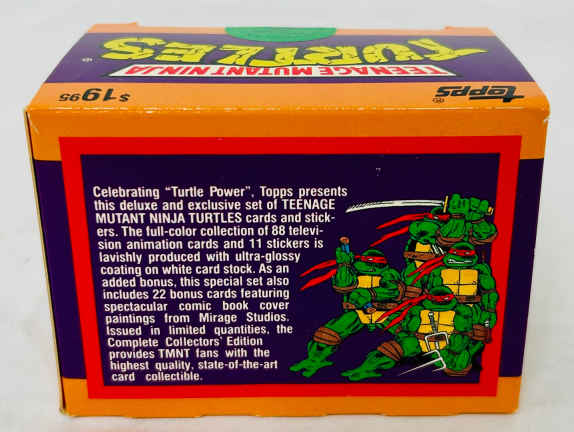 TEENAGE MUTANT NINJA
TURTLES®
$19.95
topps®
Celebrating "Turtle Power", Topps presents
this deluxe and exclusive set of TEENAGE
MUTANT NINJA TURTLES cards and stick-
ers. The full-color collection of 88 televi-
sion animation cards and 11 stickers is
lavishly produced with ultra-glossy
coating on white card stock. As an
added bonus, this special set also
includes 22 bonus cards featuring
spectacular comic book cover
paintings from Mirage Studios.
Issued in limited quantities, the
Complete Collectors' Edition
provides TMNT fans with the
highest quality, state-of-the-art
card collectible.